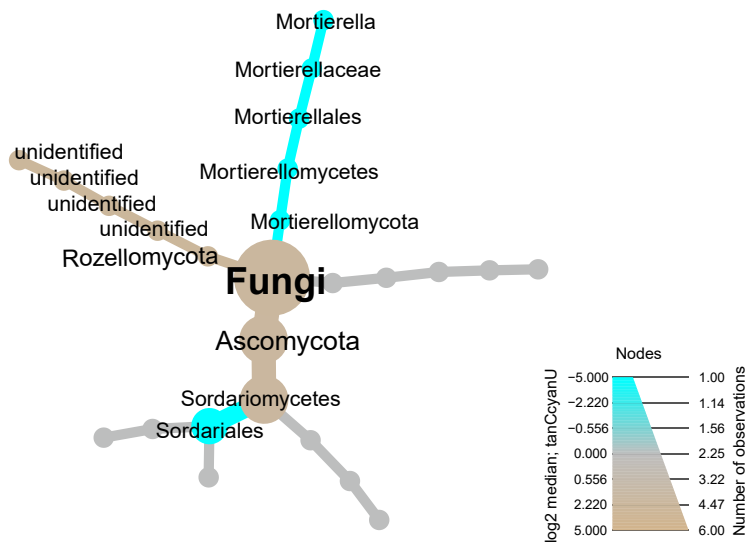 Mortierella
Mortierellaceae
Mortierellales
unidentified
Mortierellomycetes
unidentified
unidentified
Mortierellomycota
unidentified
Rozellomycota
Fungi
Ascomycota
Nodes
−5.000 1.00
Sordariomycetes
−2.220 1.14
Sordariales
−0.556 1.56
0.000 2.25
0.556 3.22
2.220 4.47
5.000 6.00
log2 median; tanCcyanU
Number of observations